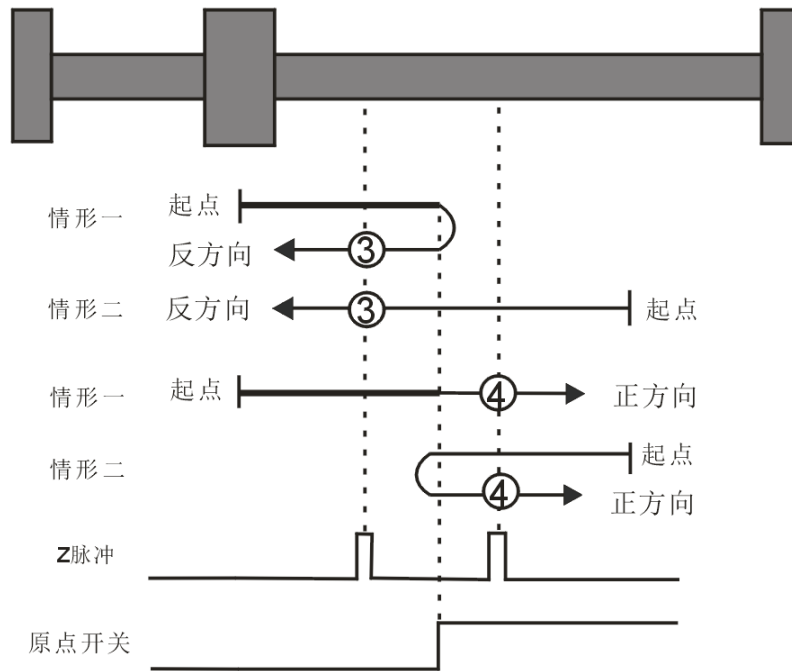 情形一 起点
反方向 ③
情形二 反方向 ③ 起点
情形一 起点 ④ 正方向
情形二 起点
④ 正方向
Z脉冲
原点开关